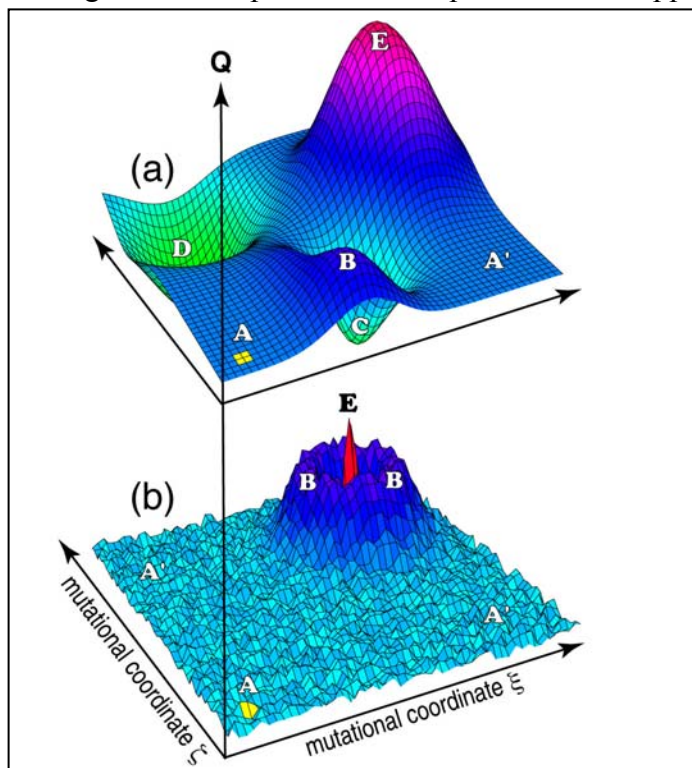 Q
E
(a)
D
B
A'
A
C
E
(b)
B
B
A'
A'
A
mutational coordinate ζ
mutational coordinate ξ